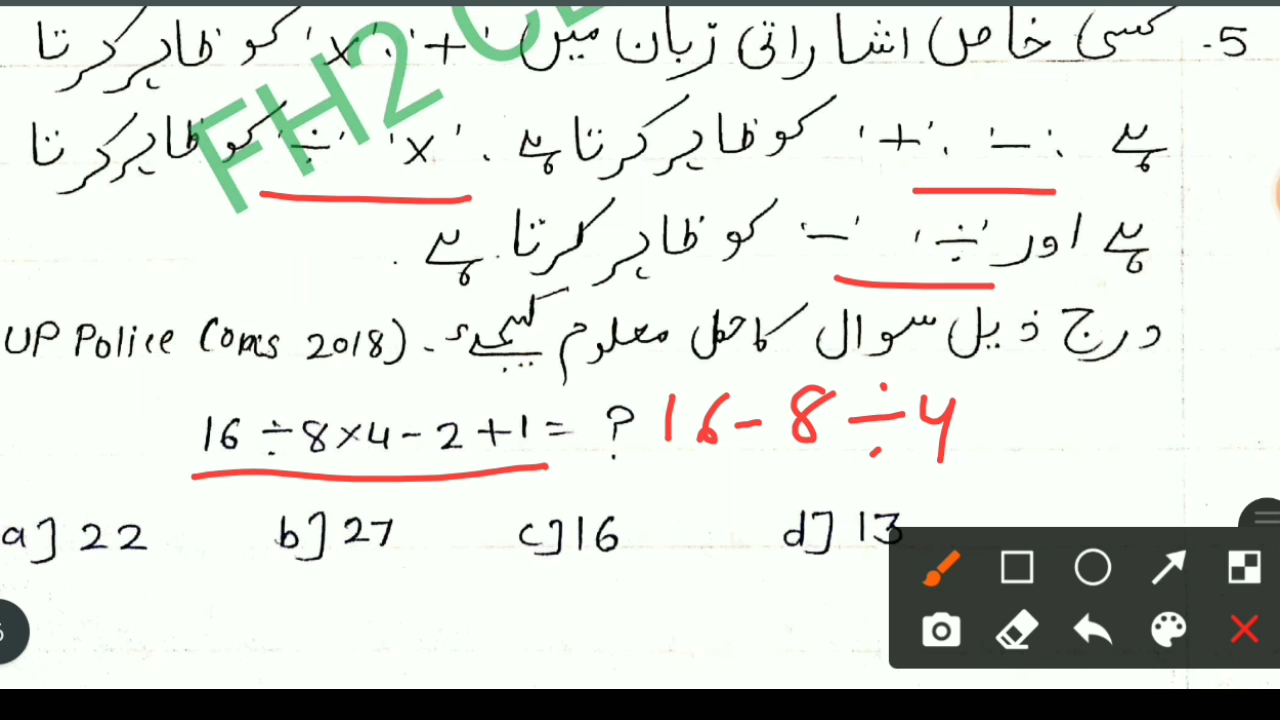 5. کسی خاص اشاراتی زبان میں '+'، 'x' کو ظاہر کرتا
ہے۔ '−'، '+' کو ظاہر کرتا ہے۔ 'x' '÷' کو ظاہر کرتا
ہے اور '÷' '−' کو ظاہر کرتا ہے۔
درج ذیل سوال کا حل معلوم کیجیے۔ (UP Police Cons 2018)
16 ÷ 8 × 4 − 2 + 1 = ? 16 - 8 ÷ 4
a] 22 b] 27 c] 16 d] 13